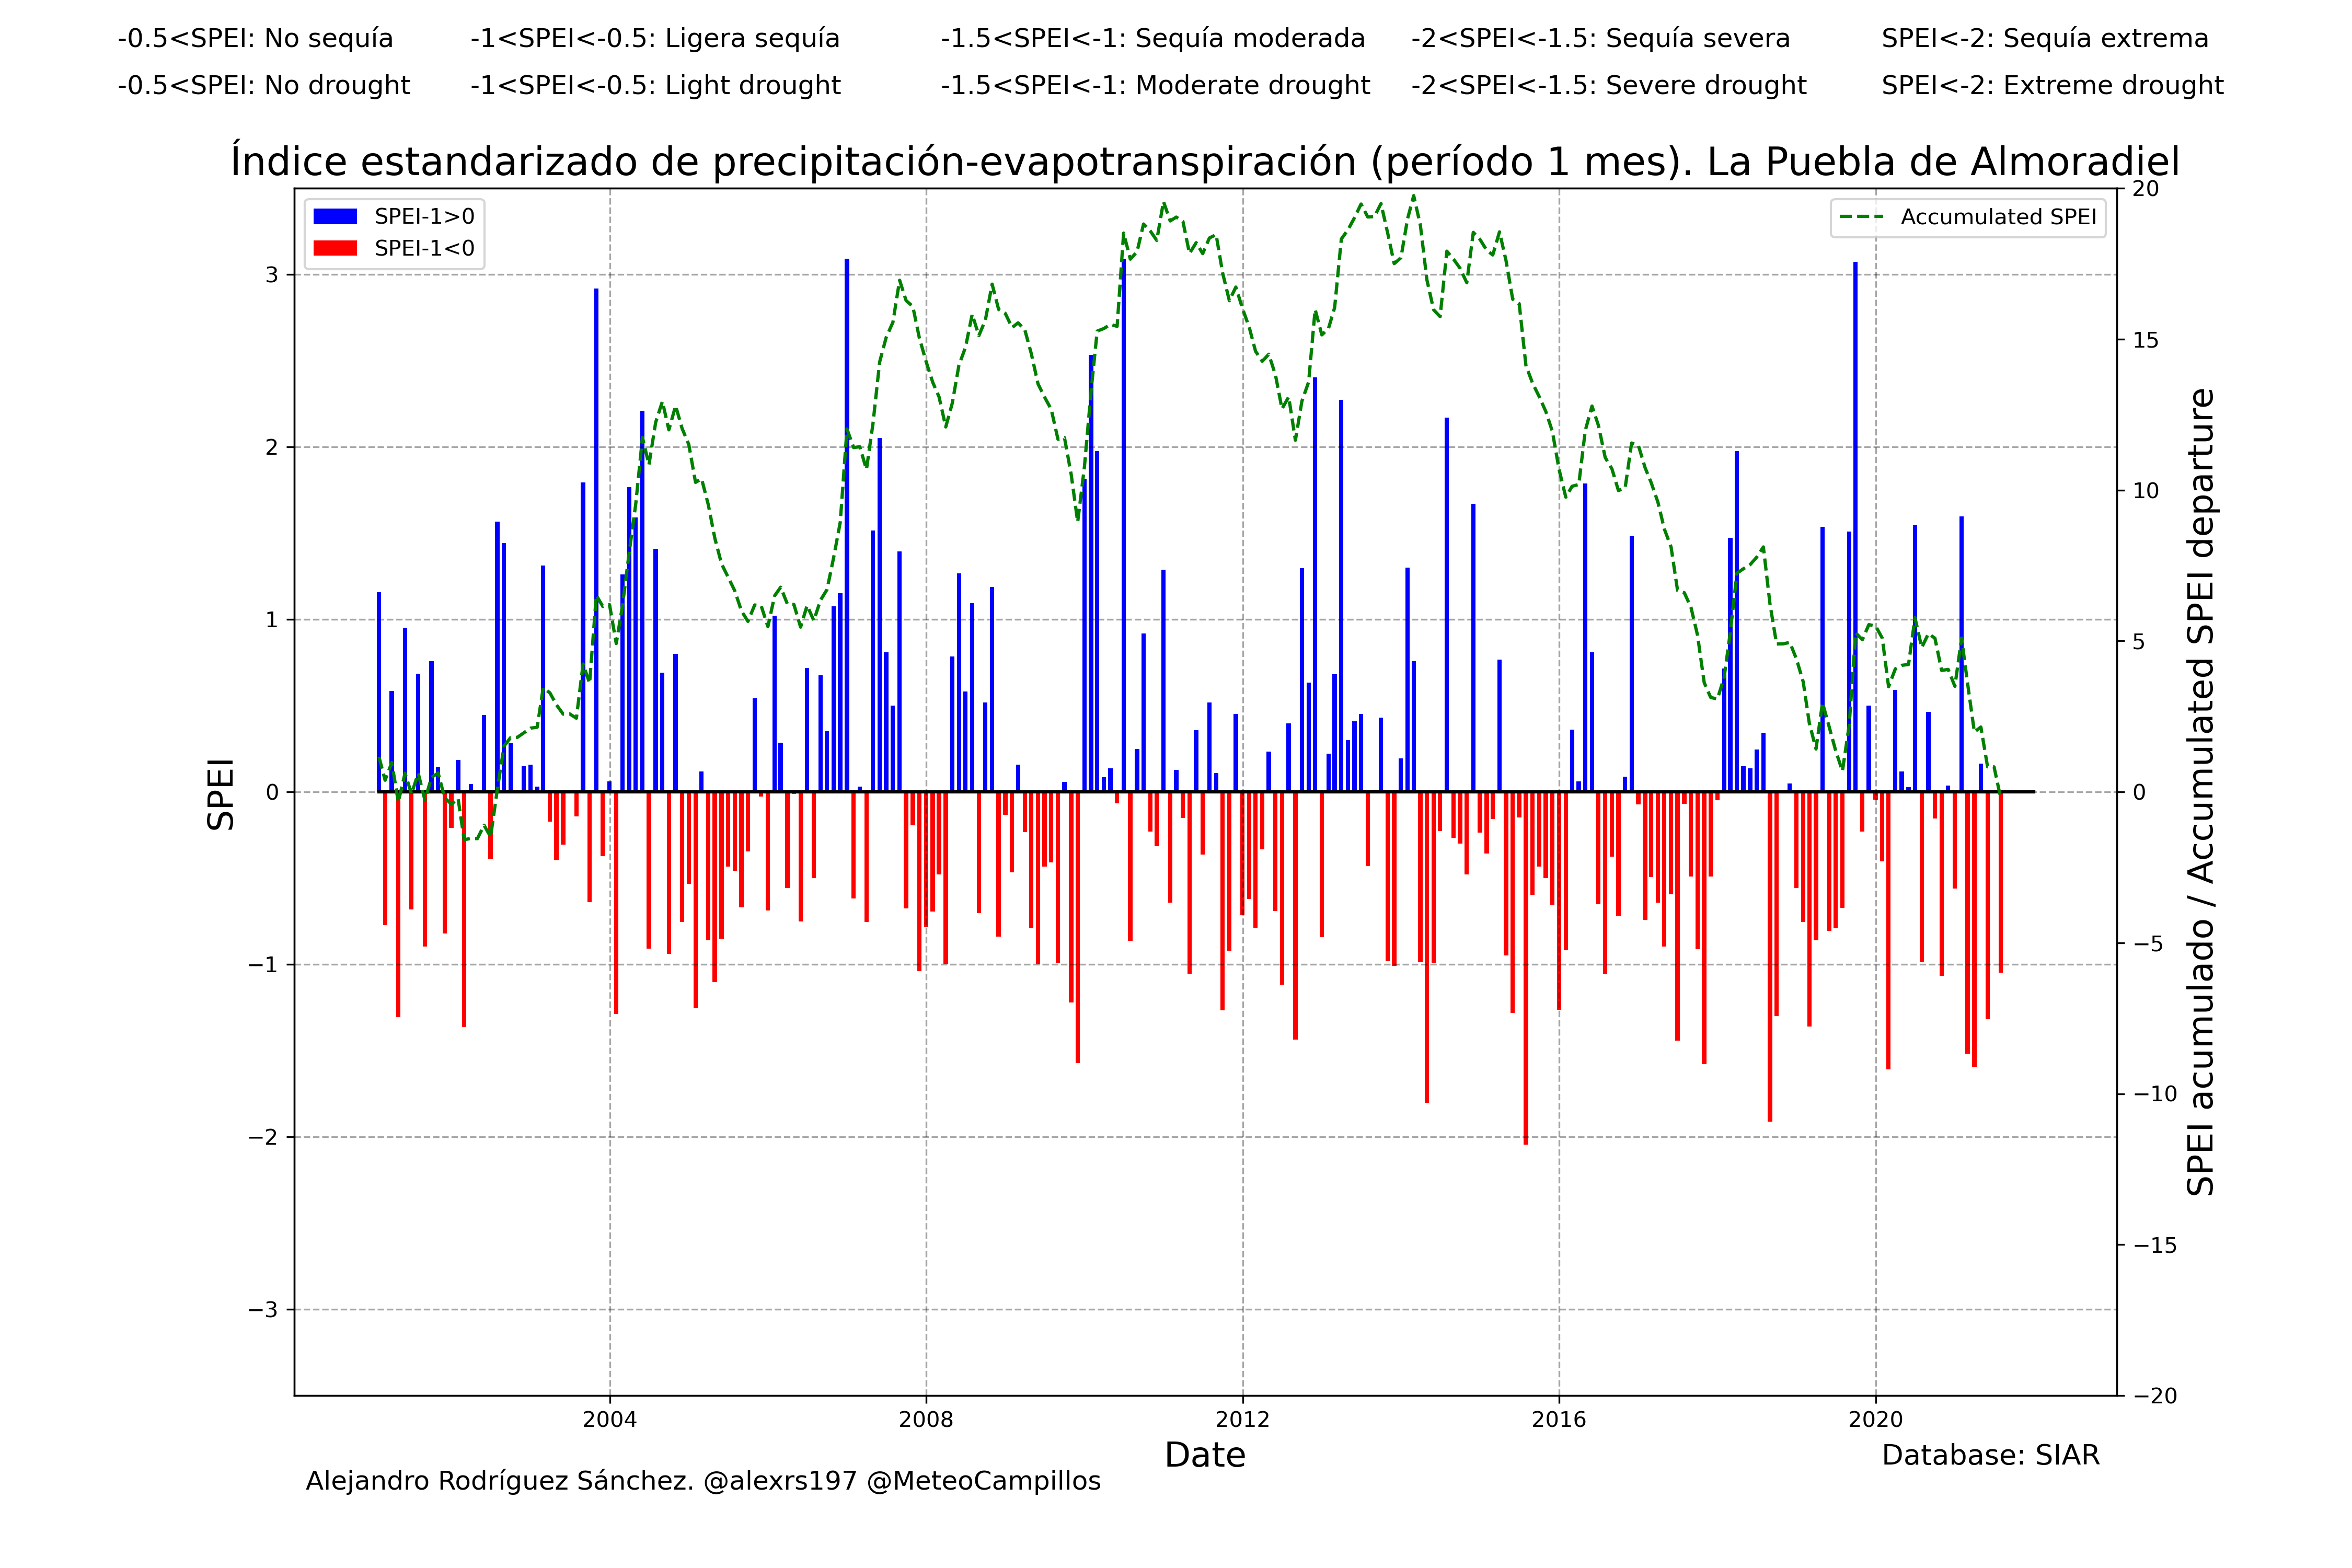 -0.5<SPEI: No sequía -1<SPEI<-0.5: Ligera sequía -1.5<SPEI<-1: Sequía moderada -2<SPEI<-1.5: Sequía severa SPEI<-2: Sequía extrema
-0.5<SPEI: No drought -1<SPEI<-0.5: Light drought -1.5<SPEI<-1: Moderate drought -2<SPEI<-1.5: Severe drought SPEI<-2: Extreme drought
Índice estandarizado de precipitación-evapotranspiración (período 1 mes). La Puebla de Almoradiel
SPEI-1>0
SPEI-1<0
Accumulated SPEI
SPEI
3
2
1
0
−1
−2
−3
20
15
10
5
0
−5
−10
−15
−20
SPEI acumulado / Accumulated SPEI departure
2004 2008 2012 2016 2020
Date
Database: SIAR
Alejandro Rodríguez Sánchez. @alexrs197 @MeteoCampillos